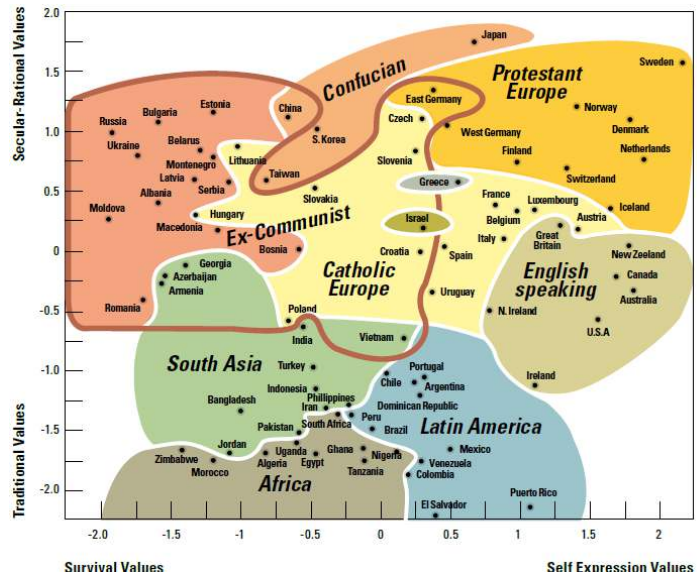 Secular-Rational Values
Traditional Values
2.0
1.5
1.0
0.5
0
-0.5
-1.0
-1.5
-2.0
Japan
Confucian
Protestant
Europe
Sweden
Estonia
China
East Germany
Norway
Bulgaria
Russia
Czech
West Germany
Denmark
S. Korea
Ukraine
Belarus
Lithuania
Slovenia
Finland
Netherlands
Montenegro
Latvia
Serbia
Taiwan
Slovakia
Greece
Switzerland
Albania
France
Luxembourg
Iceland
Moldova
Hungary
Israel
Belgium
Austria
Macedonia
Ex-Communist
Great
Britain
Bosnia
Croatia
Spain
Italy
New Zeeland
Georgia
Azerbaijan
Armenia
Catholic
Europe
English
speaking
Canada
Australia
Romania
Uruguay
Poland
N. Ireland
U.S.A
India
Vietnam
South Asia
Turkey
Chile
Portugal
Argentina
Ireland
Indonesia
Bangladesh
Phillippines
Iran
Dominican Republic
South Africa
Peru
Latin America
Pakistan
Brazil
Jordan
Uganda
Ghana
Nigeria
Mexico
Zimbabwe
Morocco
Algeria
Egypt
Tanzania
Venezuela
Colombia
Africa
Puerto Rico
El Salvador
-2.0
-1.5
-1.0
-0.5
0
0.5
1.0
1.5
2.0
Survival Values
Self Expression Values